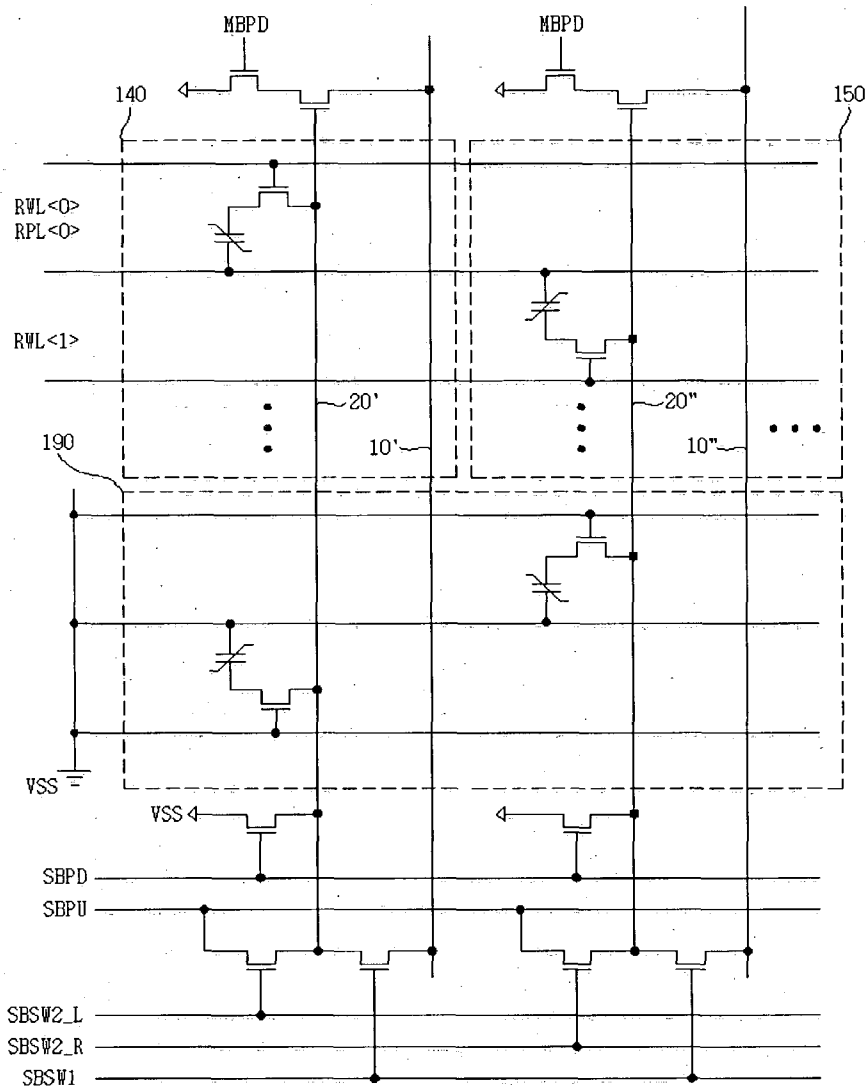 MBPD
MBPD
140
150
RWL<0>
RPL<0>
RWL<1>
20'
20"
10'
10"
190
VSS
VSS
SBPD
SBPU
SBSW2_L
SBSW2_R
SBSW1